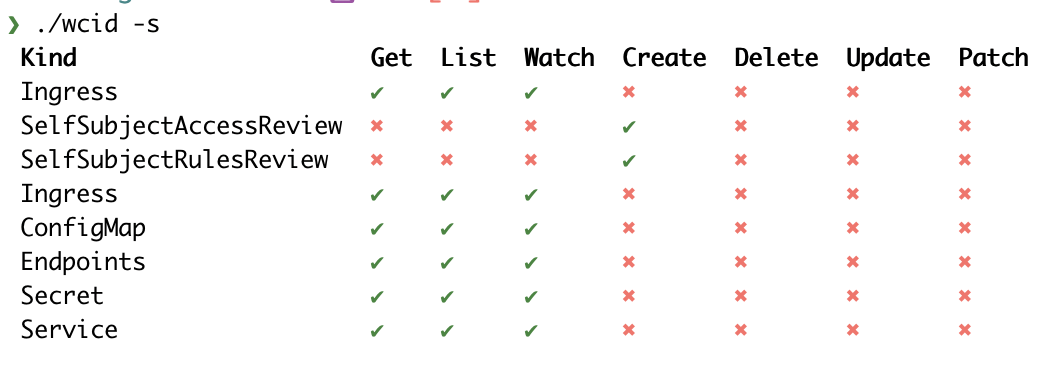 ❯ ./wcid -s
Kind Get List Watch Create Delete Update Patch
Ingress ✔ ✔ ✔ ✖ ✖ ✖ ✖
SelfSubjectAccessReview ✖ ✖ ✖ ✔ ✖ ✖ ✖
SelfSubjectRulesReview ✖ ✖ ✖ ✔ ✖ ✖ ✖
Ingress ✔ ✔ ✔ ✖ ✖ ✖ ✖
ConfigMap ✔ ✔ ✔ ✖ ✖ ✖ ✖
Endpoints ✔ ✔ ✔ ✖ ✖ ✖ ✖
Secret ✔ ✔ ✔ ✖ ✖ ✖ ✖
Service ✔ ✔ ✔ ✖ ✖ ✖ ✖